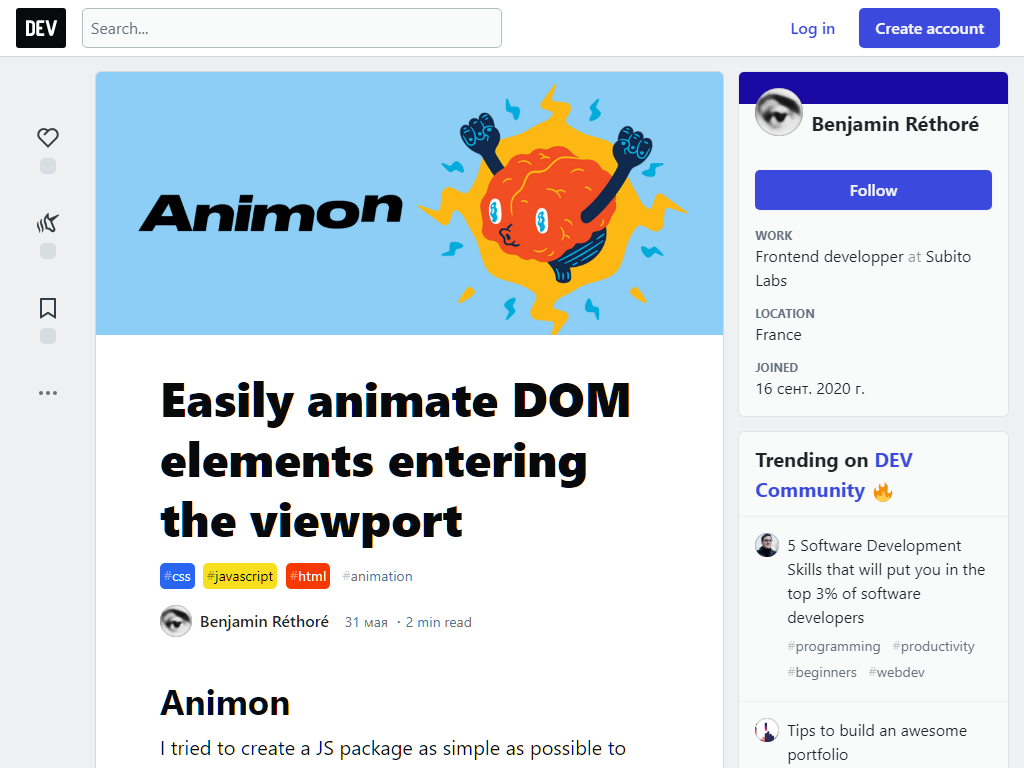 DEV
Search...
Log in
Create account
Animon
Easily animate DOM
elements entering
the viewport
#css #javascript #html #animation
Benjamin Réthoré 31 мая · 2 min read
Animon
I tried to create a JS package as simple as possible to
Benjamin Réthoré
Follow
WORK
Frontend developper at Subito
Labs
LOCATION
France
JOINED
16 сент. 2020 г.
Trending on DEV
Community 🔥
5 Software Development
Skills that will put you in the
top 3% of software
developers
#programming #productivity
#beginners #webdev
Tips to build an awesome
portfolio